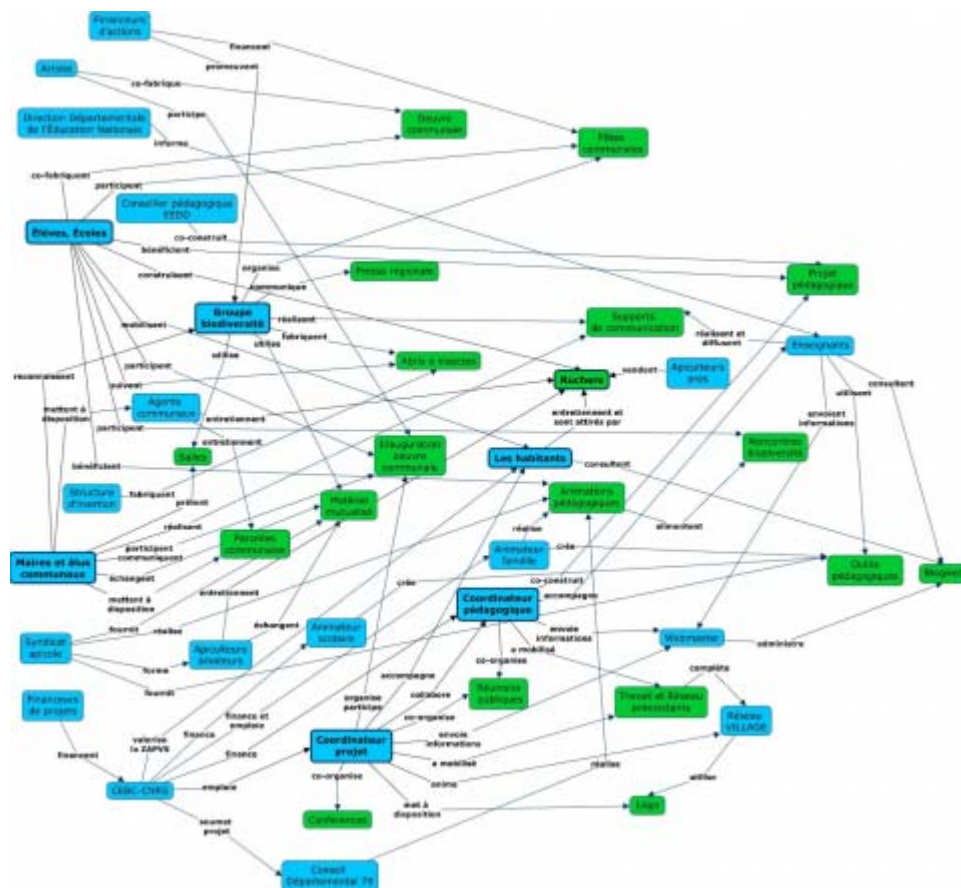 Financeurs
d'actions
financent
promeuvent
Artiste
co-fabrique
participe
Direction Départementale
de l'Éducation Nationale
informe
Oeuvre
communale
Fêtes
communales
co-fabriquent
participent
Conseiller pédagogique
EEDD
co-construit
Élèves, Écoles
bénéficient
construisent
organise
communique
Presse régionale
Projet
pédagogique
Groupe
biodiversité
mobilisent
réalisent
utilise
fabriquent
utilise
Supports
de communication
réalisent et
diffusent
Enseignants
participent
Abris à insectes
reconnaissent
suivent
Ruchers
vendent
Apiculteurs
pros
utilisent
consultent
mettent à
disposition
Agents
communaux
entretiennent
entretiennent et
sont attirés par
envoient
informations
participent
entretiennent
Salles
Inauguration
oeuvre
communale
Les habitants
consultent
Rencontres
biodiversité
bénéficient
Structure
d'insertion
fabriquent
prêtent
Matériel
mutualisé
Animations
pédagogiques
alimentent
réalisent
réalise
Maires et élus
communaux
participent
communiquent
Parcelles
communales
Animateur
famille
crée
échangent
entretiennent
crée
co-construit
accompagne
Outils
pédagogiques
mettent à
disposition
Coordinateur
pédagogique
Syndicat
apicole
fournit
réalise
échangent
Animateur
scolaire
envoie
informations
Webmaster
administre
a mobilisé
forme
Apiculteurs
amateurs
fournit
accompagne
co-organise
complète
Réunions
publiques
Travail et Réseau
préexistants
Financeurs
de projets
organise
participe
collabore
co-organise
Réseau
VILLAGE
valorise
la ZAPVS
finance
finance et
emploie
finance
Coordinateur
projet
envoie
informations
a mobilisé
financent
réalise
co-organise
anime
utilise
CEBC-CNRS
emploie
met à
disposition
Logo
Conférences
soumet
projet
Conseil
Départemental 79